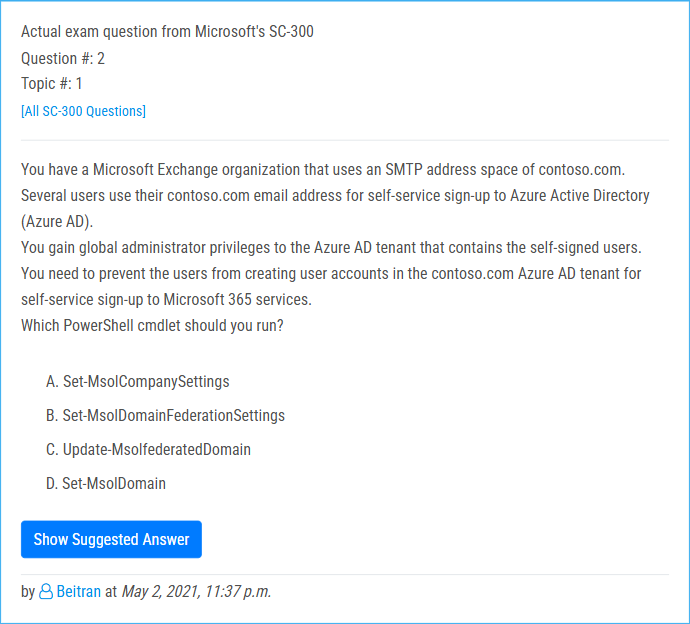 Actual exam question from Microsoft's SC-300
Question #: 2
Topic #: 1
[All SC-300 Questions]
You have a Microsoft Exchange organization that uses an SMTP address space of contoso.com.
Several users use their contoso.com email address for self-service sign-up to Azure Active Directory
(Azure AD).
You gain global administrator privileges to the Azure AD tenant that contains the self-signed users.
You need to prevent the users from creating user accounts in the contoso.com Azure AD tenant for
self-service sign-up to Microsoft 365 services.
Which PowerShell cmdlet should you run?
A. Set-MsolCompanySettings
B. Set-MsolDomainFederationSettings
C. Update-MsolfederatedDomain
D. Set-MsolDomain
Show Suggested Answer
by Beitran at May 2, 2021, 11:37 p.m.